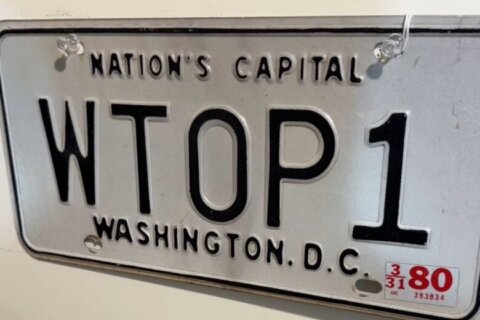 NATION'S CAPITAL
WTOP1
WASHINGTON. D.C.
3 80
31
DC 383834